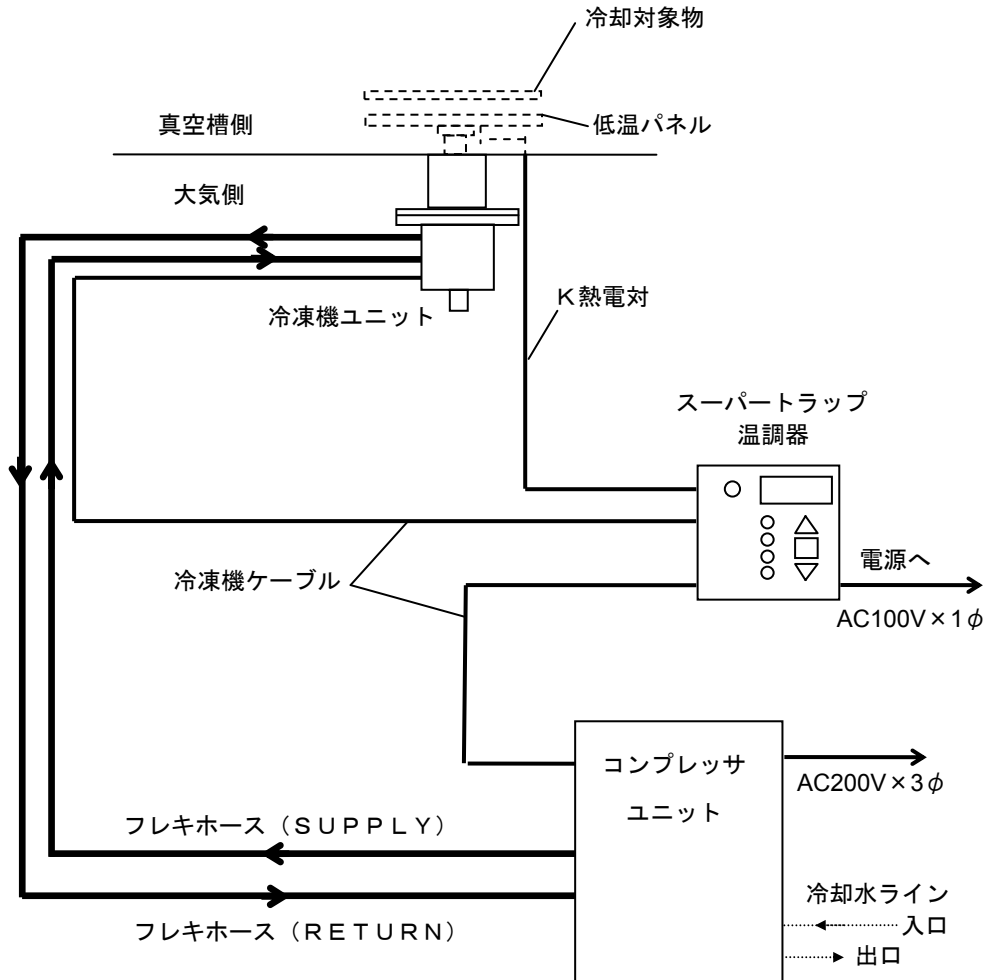 冷却対象物
真空槽側
低温パネル
大気側
K熱電対
冷凍機ユニット
スーパートラップ
温調器
冷凍機ケーブル
電源へ
AC100V×1φ
コンプレッサ
ユニット
AC200V×3φ
フレキホース（ＳＵＰＰＬＹ）
冷却水ライン
入口
フレキホース（ＲＥＴＵＲＮ）
出口